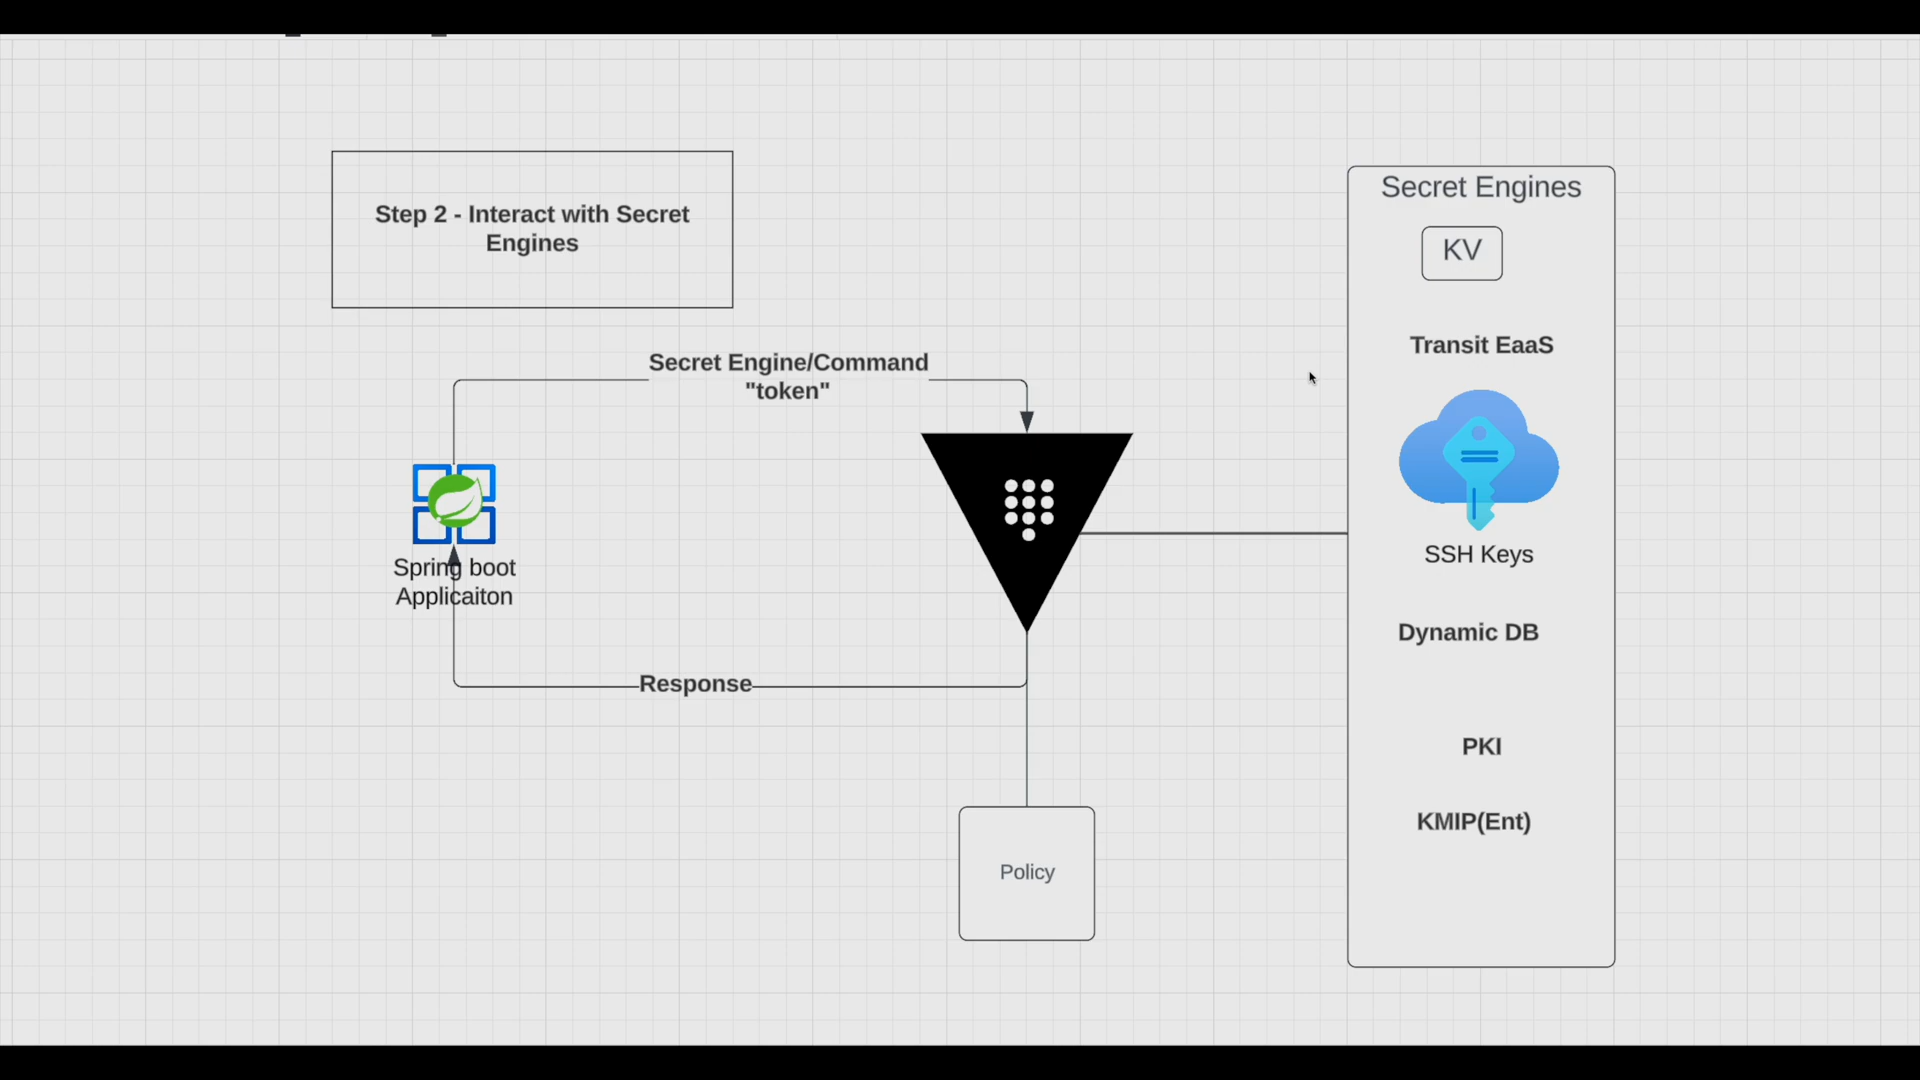 Step 2 - Interact with Secret
Engines
Secret Engine/Command
"token"
Spring boot
Applicaiton
Response
Policy
Secret Engines
KV
Transit EaaS
SSH Keys
Dynamic DB
PKI
KMIP(Ent)